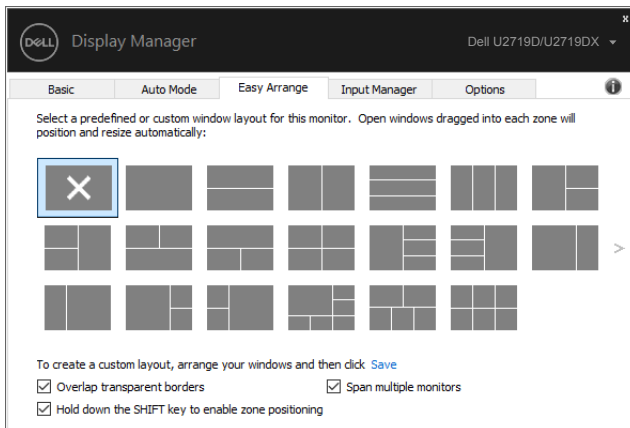 x
DELL Display Manager Dell U2719D/U2719DX
Basic Auto Mode Easy Arrange Input Manager Options i
Select a predefined or custom window layout for this monitor. Open windows dragged into each zone will
position and resize automatically:
>
To create a custom layout, arrange your windows and then click Save
Overlap transparent borders Span multiple monitors
Hold down the SHIFT key to enable zone positioning